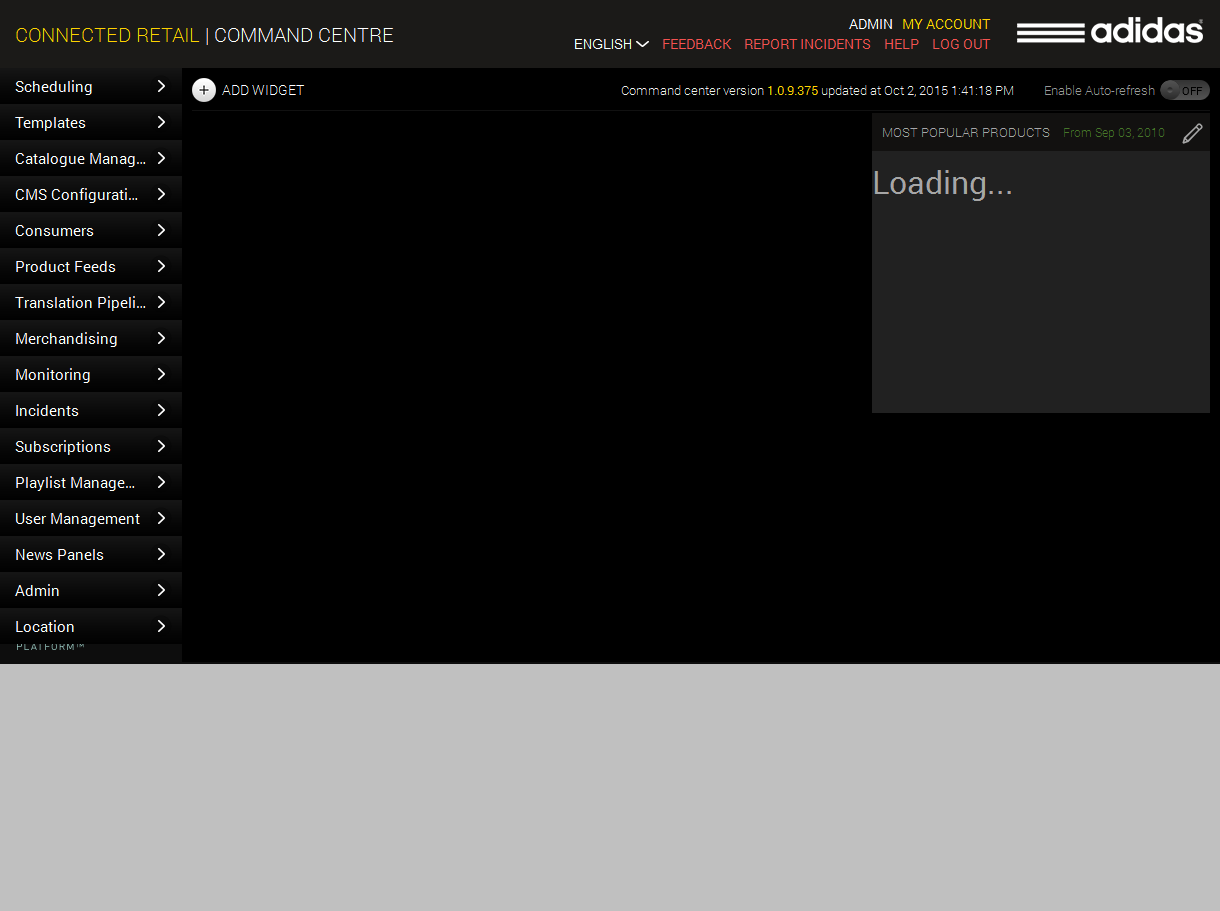 CONNECTED RETAIL | COMMAND CENTRE
ADMIN MY ACCOUNT
ENGLISH FEEDBACK REPORT INCIDENTS HELP LOG OUT
adidas
Scheduling
Templates
Catalogue Manag...
CMS Configurati...
Consumers
Product Feeds
Translation Pipeli...
Merchandising
Monitoring
Incidents
Subscriptions
Playlist Manage...
User Management
News Panels
Admin
Location
PLATFORM™
+ ADD WIDGET
Command center version 1.0.9.375 updated at Oct 2, 2015 1:41:18 PM
Enable Auto-refresh OFF
MOST POPULAR PRODUCTS From Sep 03, 2010
Loading...